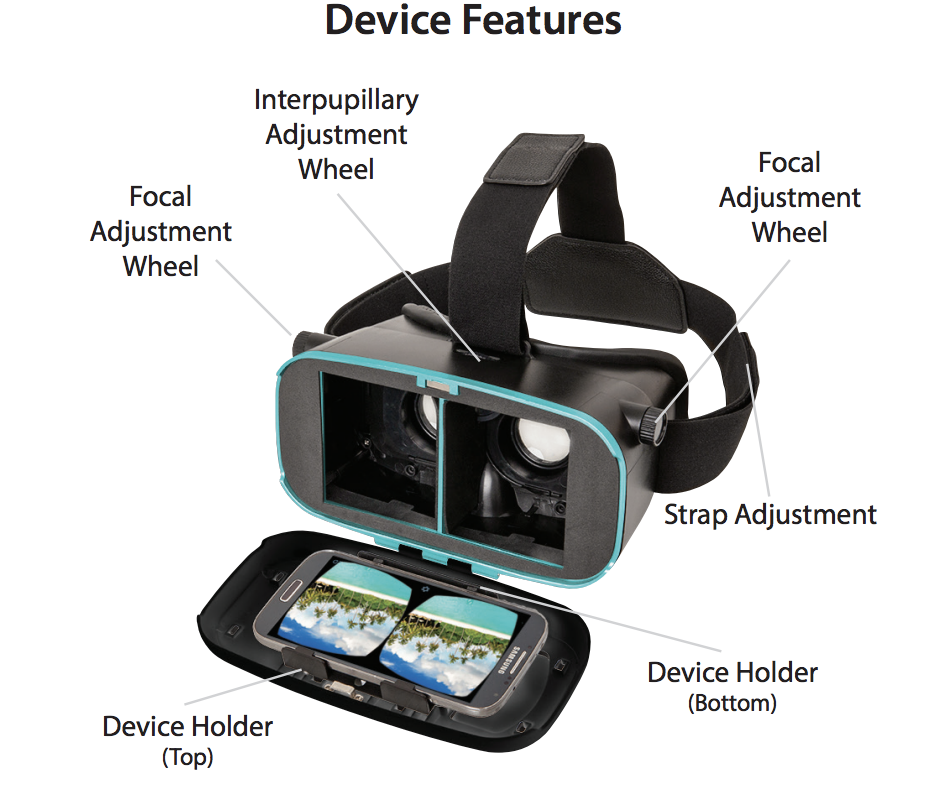 Device Features
Interpupillary
Adjustment
Wheel
Focal
Adjustment
Wheel
Focal
Adjustment
Wheel
Strap Adjustment
SAMSUNG
Device Holder
(Bottom)
Device Holder
(Top)